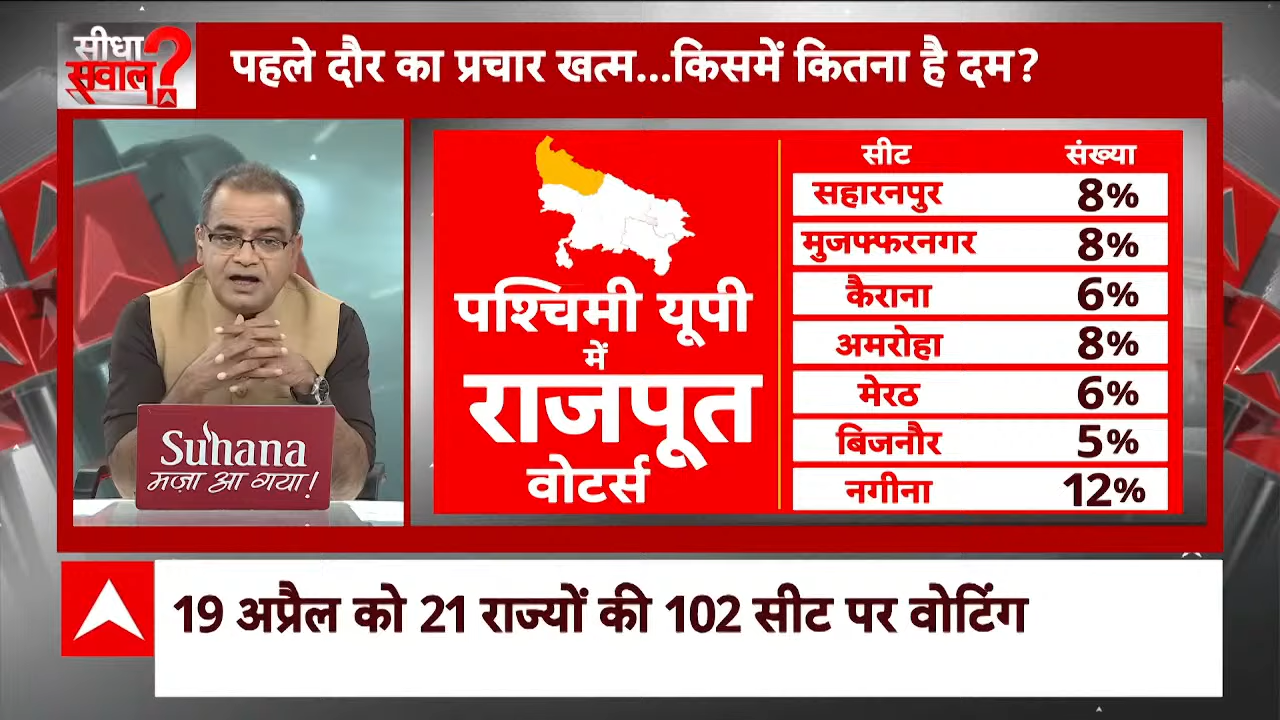 सीधा
सवाल?
पहले दौर का प्रचार खत्म...किसमें कितना है दम?
पश्चिमी यूपी
में
राजपूत
वोटर्स
सीट संख्या
सहारनपुर 8%
मुजफ्फरनगर 8%
कैराना 6%
अमरोहा 8%
मेरठ 6%
बिजनौर 5%
नगीना 12%
Suhana
मज़ा आ गया!
19 अप्रैल को 21 राज्यों की 102 सीट पर वोटिंग